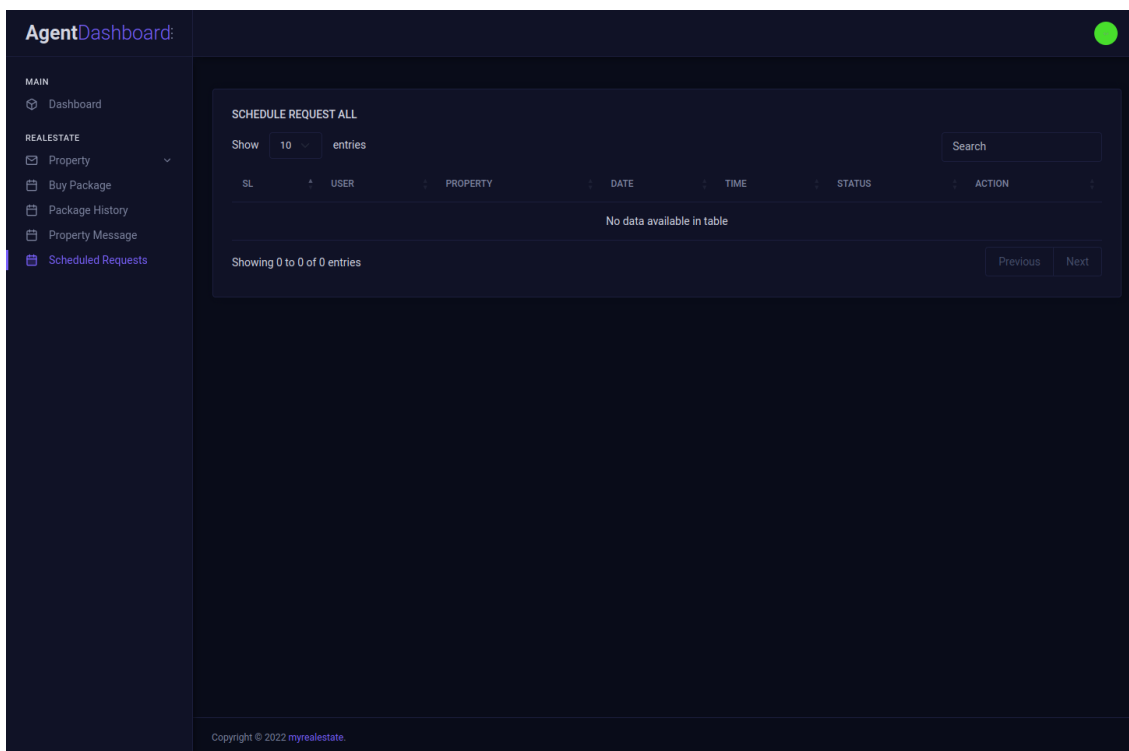 AgentDashboard
MAIN
Dashboard
REALESTATE
Property
Buy Package
Package History
Property Message
Scheduled Requests
SCHEDULE REQUEST ALL
Show 10 entries
Search
SL USER PROPERTY DATE TIME STATUS ACTION
No data available in table
Showing 0 to 0 of 0 entries
Previous Next
Copyright © 2022 myrealestate.